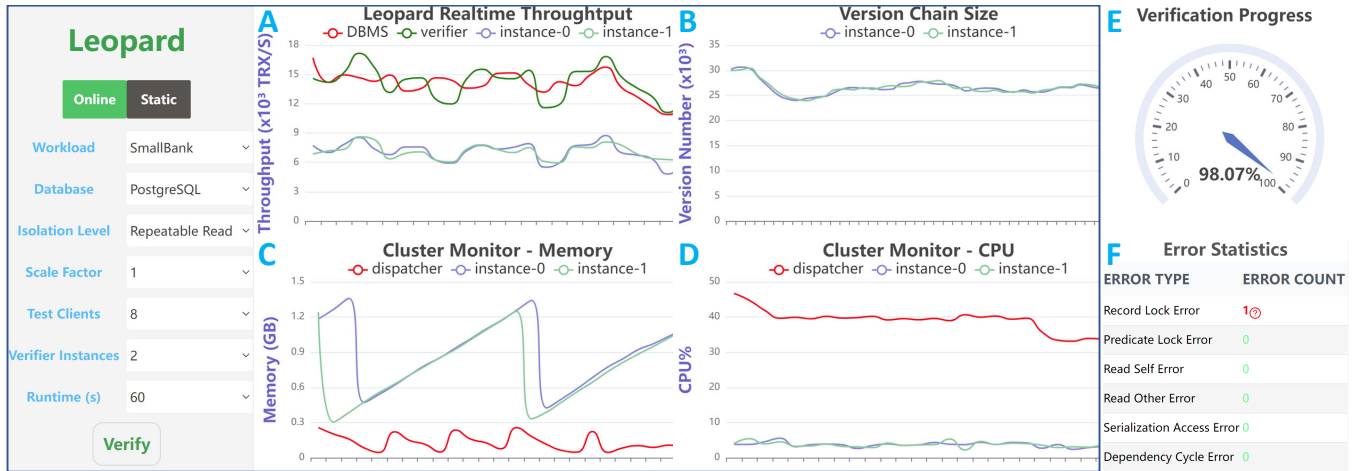 Leopard
Online Static
Workload SmallBank
Database PostgreSQL
Isolation Level Repeatable Read
Scale Factor 1
Test Clients 8
Verifier Instances 2
Runtime (s) 60
Verify
A
Leopard Realtime Throughtput
DBMS verifier instance-0 instance-1
Throughput (x10³ TRX/S)
18
15
12
9
6
3
0
B
Version Chain Size
instance-0 instance-1
Version Number (x10³)
35
30
25
20
15
10
5
0
C
Cluster Monitor - Memory
dispatcher instance-0 instance-1
Memory (GB)
1.5
1.2
0.9
0.6
0.3
0
D
Cluster Monitor - CPU
dispatcher instance-0 instance-1
CPU%
50
40
30
20
10
0
E
Verification Progress
0
10
20
30
40
50
60
70
80
90
100
98.07%
F
Error Statistics
ERROR TYPE ERROR COUNT
Record Lock Error 1?
Predicate Lock Error 0
Read Self Error 0
Read Other Error 0
Serialization Access Error 0
Dependency Cycle Error 0